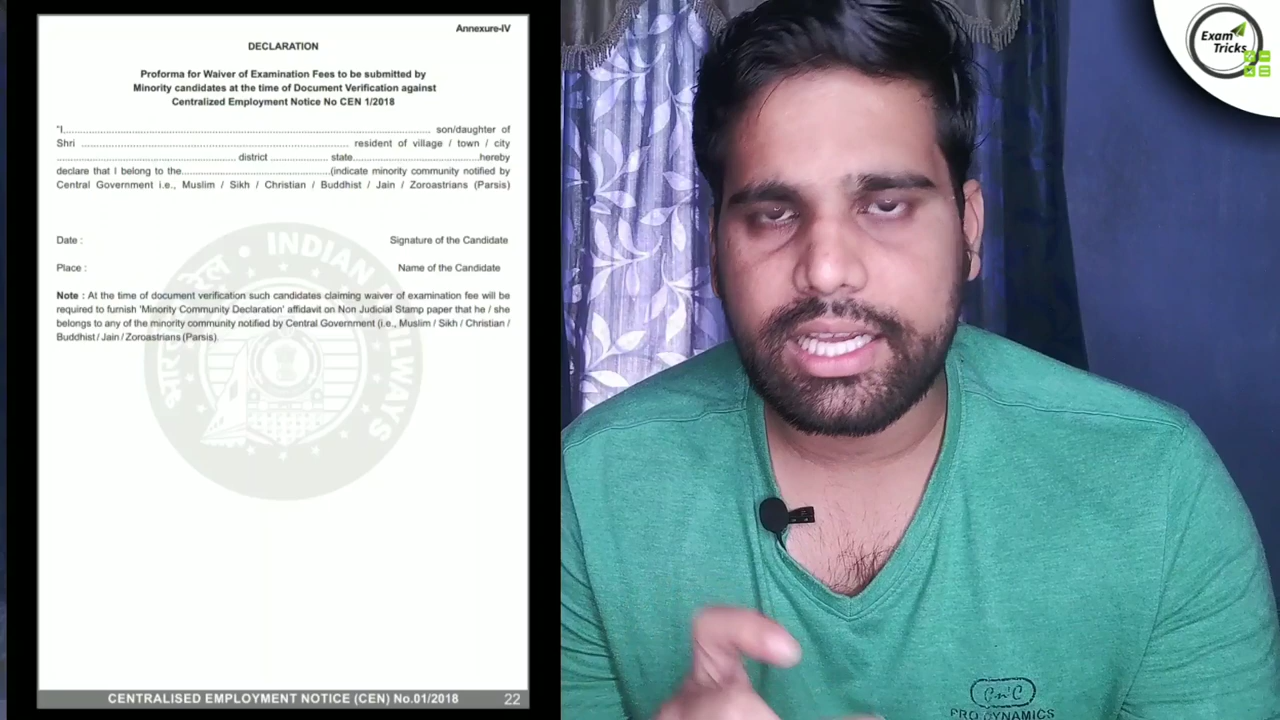 Annexure-IV
DECLARATION
Proforma for Waiver of Examination Fees to be submitted by
Minority candidates at the time of Document Verification against
Centralized Employment Notice No CEN 1/2018
"I,............................................................................................................................ son/daughter of
Shri ......................................................................................... resident of village / town / city
............................................................ district ................... state..........................................hereby
declare that I belong to the..................................................(indicate minority community notified by
Central Government i.e., Muslim / Sikh / Christian / Buddhist / Jain / Zoroastrians (Parsis)
Date :
Signature of the Candidate
Place :
Name of the Candidate
Note : At the time of document verification such candidates claiming waiver of examination fee will be
required to furnish 'Minority Community Declaration' affidavit on Non Judicial Stamp paper that he / she
belongs to any of the minority community notified by Central Government (i.e., Muslim / Sikh / Christian /
Buddhist / Jain / Zoroastrians (Parsis).
भारतीय रेल INDIAN RAILWAYS
CENTRALISED EMPLOYMENT NOTICE (CEN) No.01/2018 22
Exam
Tricks
CnC
PRO DYNAMICS